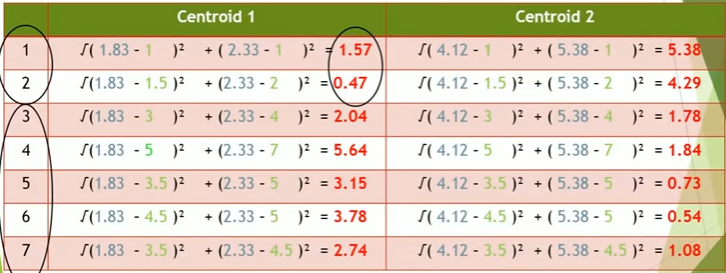 Centroid 1 Centroid 2
1 √( 1.83 - 1 )² + ( 2.33 - 1 )² = 1.57 √( 4.12 - 1 )² + ( 5.38 - 1 )² = 5.38
2 √(1.83 - 1.5 )² + (2.33 - 2 )² = 0.47 √( 4.12 - 1.5 )² + ( 5.38 - 2 )² = 4.29
3 √(1.83 - 3 )² + (2.33 - 4 )² = 2.04 √( 4.12 - 3 )² + ( 5.38 - 4 )² = 1.78
4 √(1.83 - 5 )² + (2.33 - 7 )² = 5.64 √( 4.12 - 5 )² + ( 5.38 - 7 )² = 1.84
5 √(1.83 - 3.5 )² + (2.33 - 5 )² = 3.15 √( 4.12 - 3.5 )² + ( 5.38 - 5 )² = 0.73
6 √(1.83 - 4.5 )² + (2.33 - 5 )² = 3.78 √( 4.12 - 4.5 )² + ( 5.38 - 5 )² = 0.54
7 √(1.83 - 3.5 )² + (2.33 - 4.5 )² = 2.74 √( 4.12 - 3.5 )² + ( 5.38 - 4.5 )² = 1.08